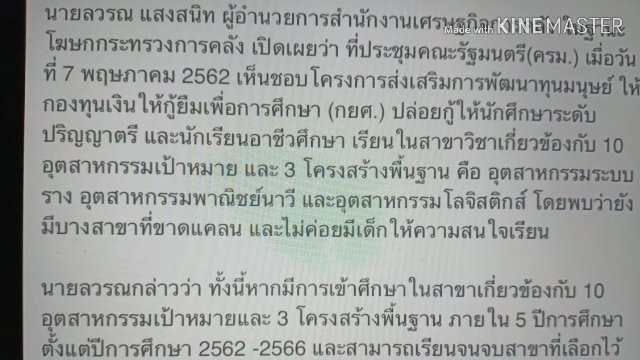 นายลวรณ แสงสนิท ผู้อำนวยการสำนักงานเศรษฐกิจ
Made with KINEMASTER
โฆษกกระทรวงการคลัง เปิดเผยว่า ที่ประชุมคณะรัฐมนตรี(ครม.) เมื่อวัน
ที่ 7 พฤษภาคม 2562 เห็นชอบโครงการส่งเสริมการพัฒนาทุนมนุษย์ ให้
กองทุนเงินให้กู้ยืมเพื่อการศึกษา (กยศ.) ปล่อยกู้ให้นักศึกษาระดับ
ปริญญาตรี และนักเรียนอาชีวศึกษา เรียนในสาขาวิชาเกี่ยวข้องกับ 10
อุตสาหกรรมเป้าหมาย และ 3 โครงสร้างพื้นฐาน คือ อุตสาหกรรมระบบ
ราง อุตสาหกรรมพาณิชย์นาวี และอุตสาหกรรมโลจิสติกส์ โดยพบว่ายัง
มีบางสาขาที่ขาดแคลน และไม่ค่อยมีเด็กให้ความสนใจเรียน
นายลวรณกล่าวว่า ทั้งนี้หากมีการเข้าศึกษาในสาขาเกี่ยวข้องกับ 10
อุตสาหกรรมเป้าหมายและ 3 โครงสร้างพื้นฐาน ภายใน 5 ปีการศึกษา
ตั้งแต่ปีการศึกษา 2562 -2566 และสามารถเรียนจนจบสาขาที่เลือกไว้